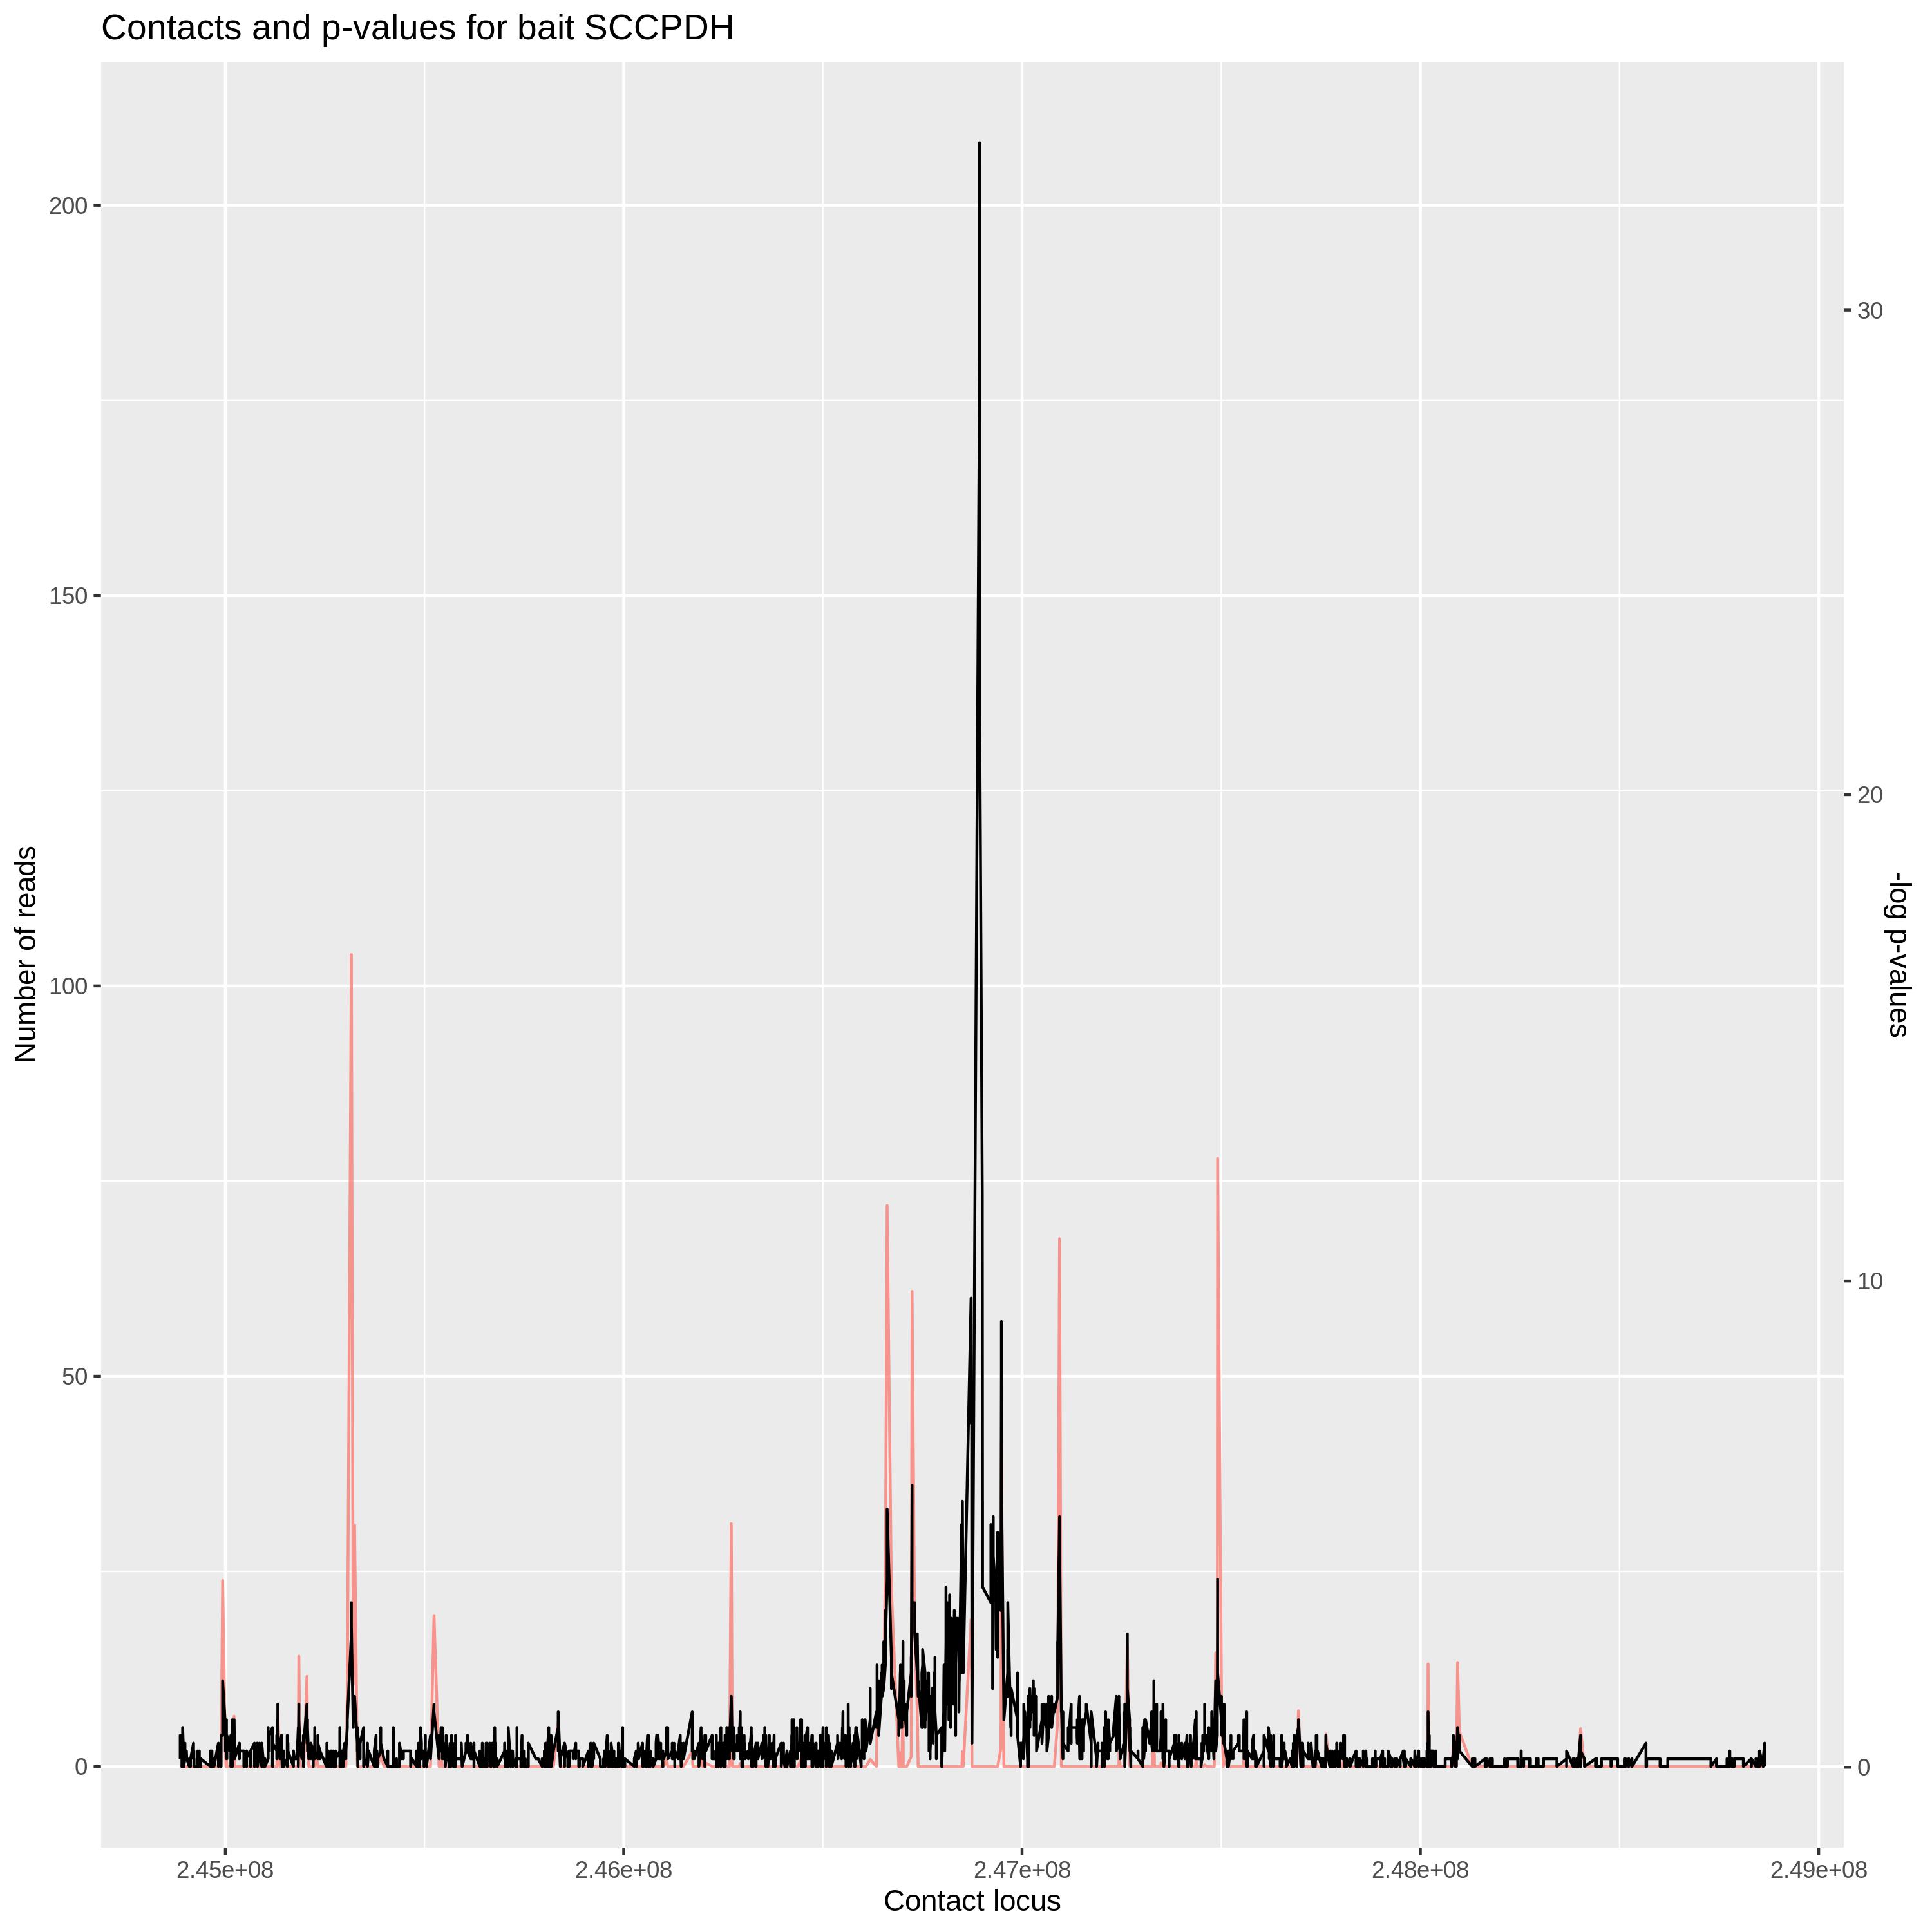 Contacts and p-values for bait SCCPDH
200
150
100
50
0
30
20
10
0
Number of reads
-log p-values
2.45e+08
2.46e+08
2.47e+08
2.48e+08
2.49e+08
Contact locus